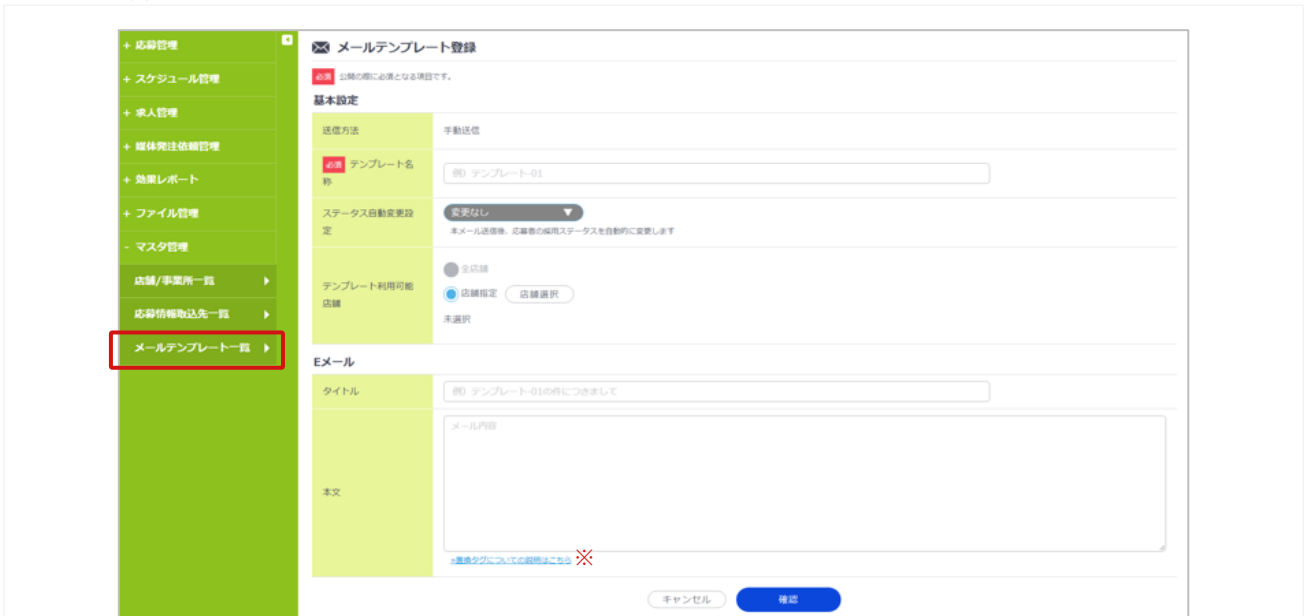 + 応募管理
+ スケジュール管理
+ 求人管理
+ 媒体発注依頼管理
+ 効果レポート
+ ファイル管理
- マスタ管理
店舗/事業所一覧
応募情報取込先一覧
メールテンプレート一覧
メールテンプレート登録
必須 公開の際に必須となる項目です。
基本設定
送信方法
手動送信
必須 テンプレート名
称
例）テンプレート-01
ステータス自動変更設
定
変更なし ▼
本メール送信後、応募者の採用ステータスを自動的に変更します
テンプレート利用可能
店舗
全店舗
店舗指定 店舗選択
未選択
Eメール
タイトル
例）テンプレート-01の件につきまして
本文
メール内容
»置換タグについての説明はこちら ※
キャンセル
確認